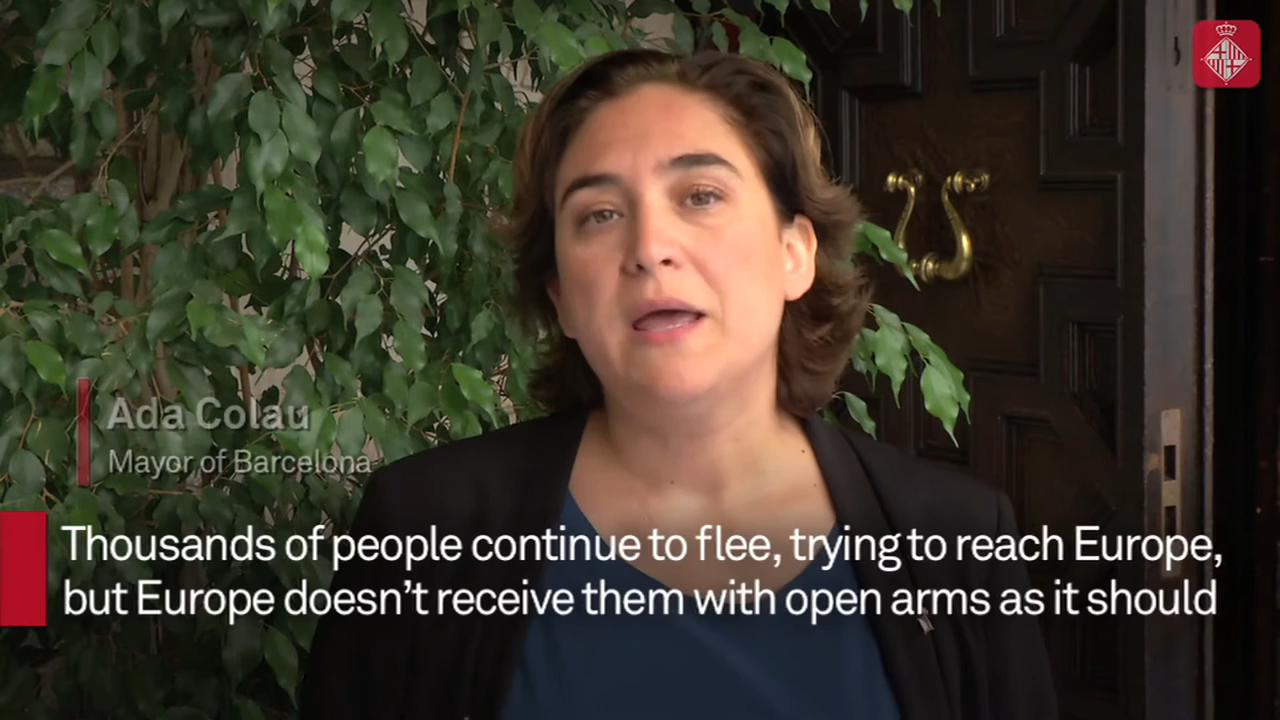 Ada Colau
Mayor of Barcelona
Thousands of people continue to flee, trying to reach Europe,
but Europe doesn't receive them with open arms as it should